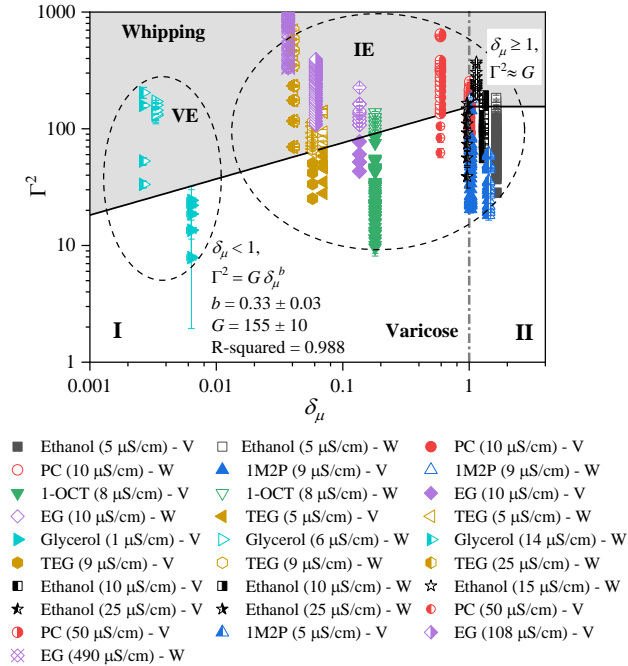 1000
100
10
1
Γ²
Whipping
IE
VE
δμ ≥ 1,
Γ² ≈ G
δμ < 1,
Γ² = G δμ^b
b = 0.33 ± 0.03
G = 155 ± 10
R-squared = 0.988
I
Varicose
II
0.001 0.01 0.1 1
δμ
Ethanol (5 µS/cm) - V Ethanol (5 µS/cm) - W PC (10 µS/cm) - V
PC (10 µS/cm) - W 1M2P (9 µS/cm) - V 1M2P (9 µS/cm) - W
1-OCT (8 µS/cm) - V 1-OCT (8 µS/cm) - W EG (10 µS/cm) - V
EG (10 µS/cm) - W TEG (5 µS/cm) - V TEG (5 µS/cm) - W
Glycerol (1 µS/cm) - V Glycerol (6 µS/cm) - W Glycerol (14 µS/cm) - W
TEG (9 µS/cm) - V TEG (9 µS/cm) - W TEG (25 µS/cm) - W
Ethanol (10 µS/cm) - V Ethanol (10 µS/cm) - W Ethanol (15 µS/cm) - W
Ethanol (25 µS/cm) - V Ethanol (25 µS/cm) - W PC (50 µS/cm) - V
PC (50 µS/cm) - V 1M2P (5 µS/cm) - V EG (108 µS/cm) - V
EG (490 µS/cm) - W